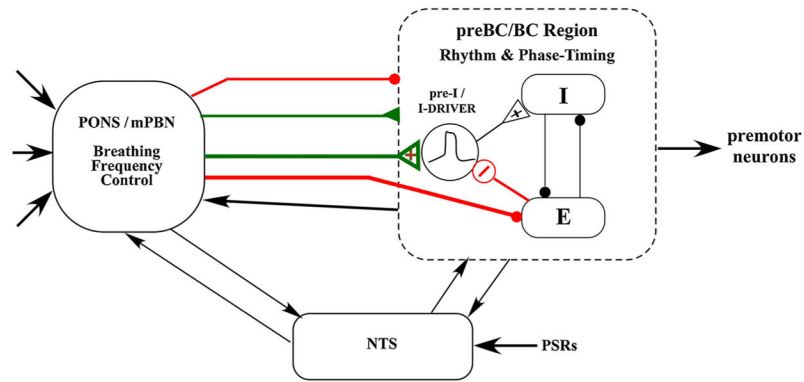 preBC/BC Region
Rhythm & Phase-Timing
pre-I /
I-DRIVER
I
E
PONS / mPBN
Breathing
Frequency
Control
premotor
neurons
NTS
PSRs